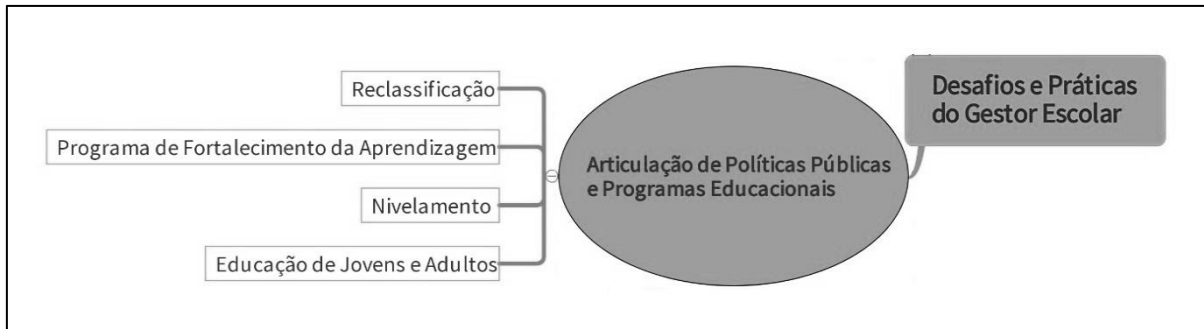 Reclassificação
Programa de Fortalecimento da Aprendizagem
Nivelamento
Educação de Jovens e Adultos
Articulação de Políticas Públicas
e Programas Educacionais
Desafios e Práticas
do Gestor Escolar